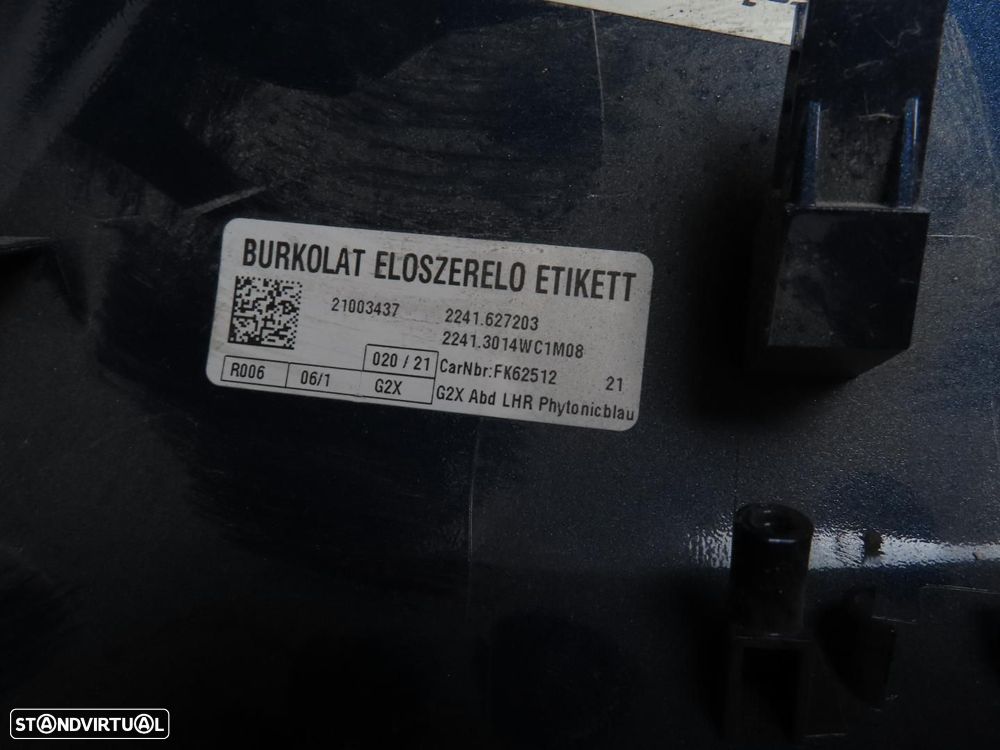 BURKOLAT ELOSZERELO ETIKETT
21003437 2241.627203
2241.3014WC1M08
020 / 21 CarNbr:FK62512 21
R006 06/1 G2X G2X Abd LHR Phytonicblau
STANDVIRTUAL